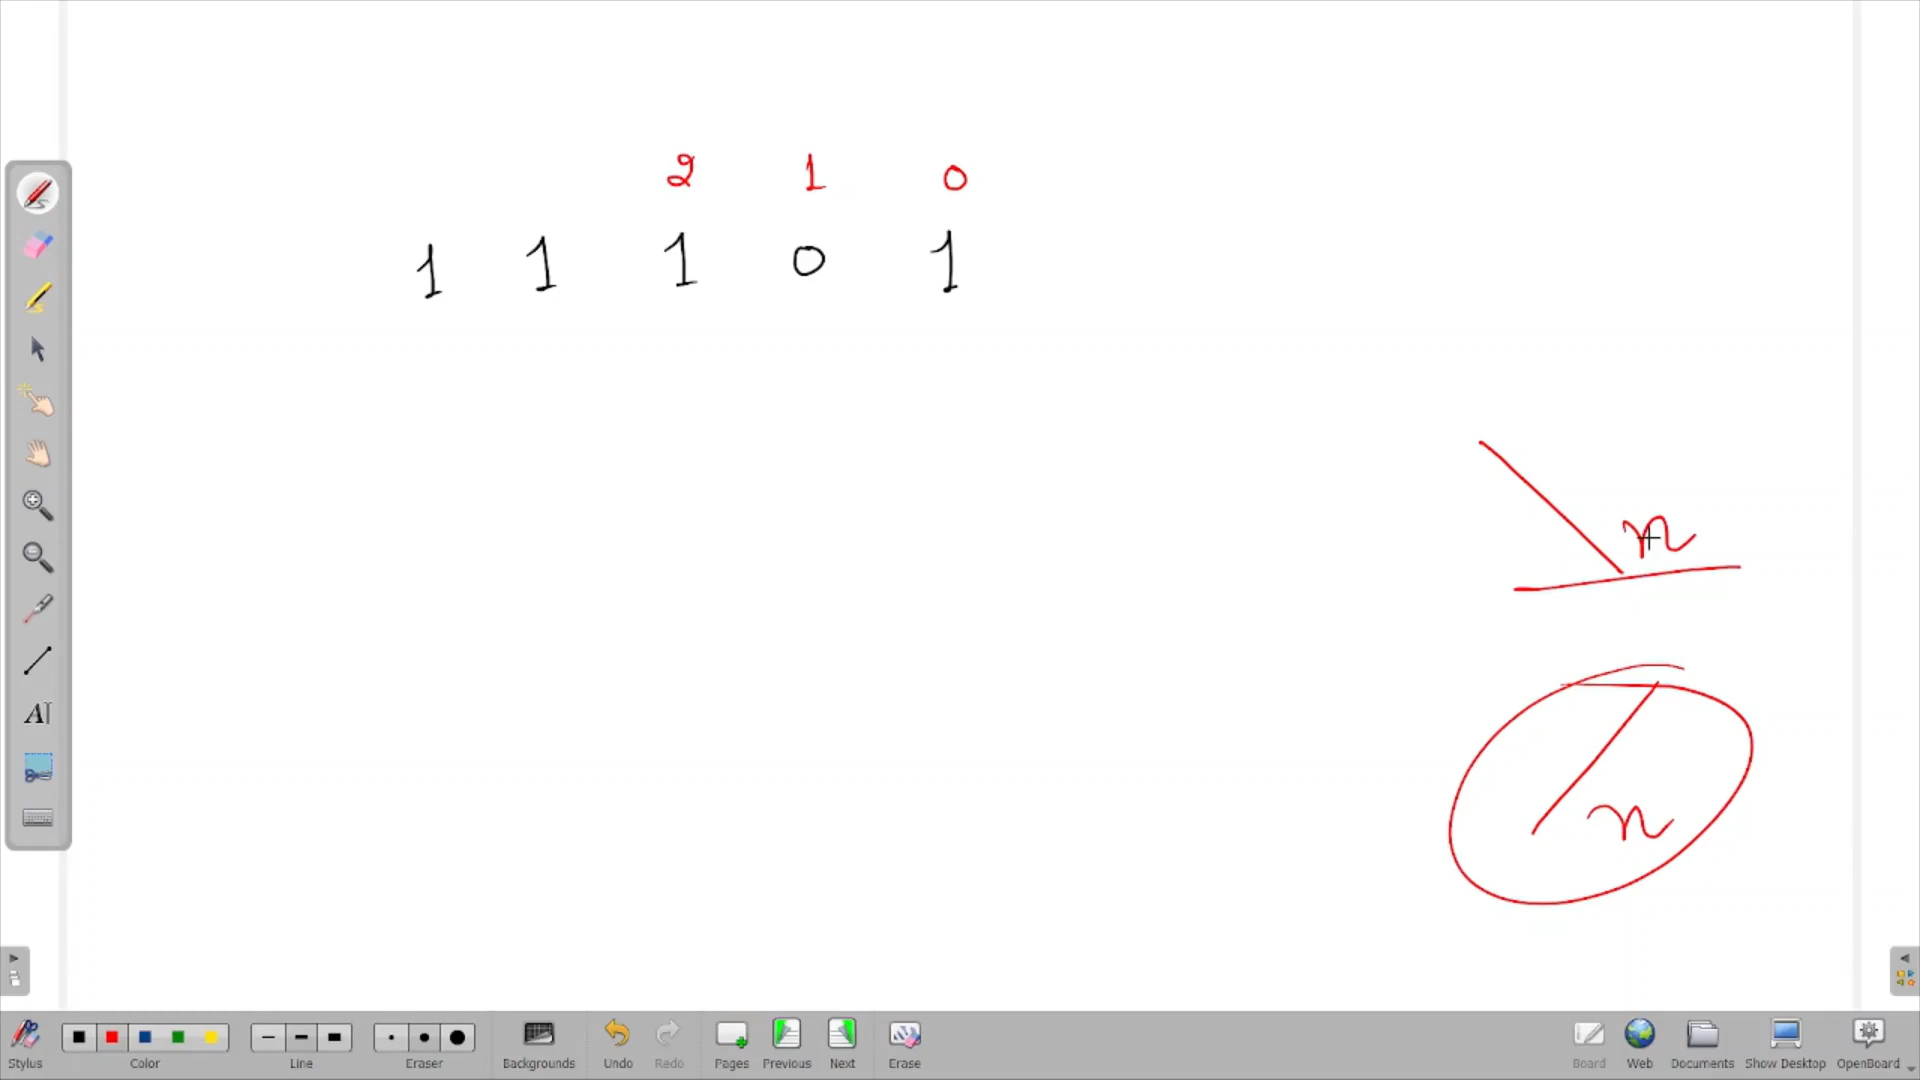 2 1 0
1 1 1 0 1
n
n
Stylus
Color
Line
Eraser
Backgrounds
Undo
Redo
Pages
Previous
Next
Erase
Board
Web
Documents
Show Desktop
OpenBoard